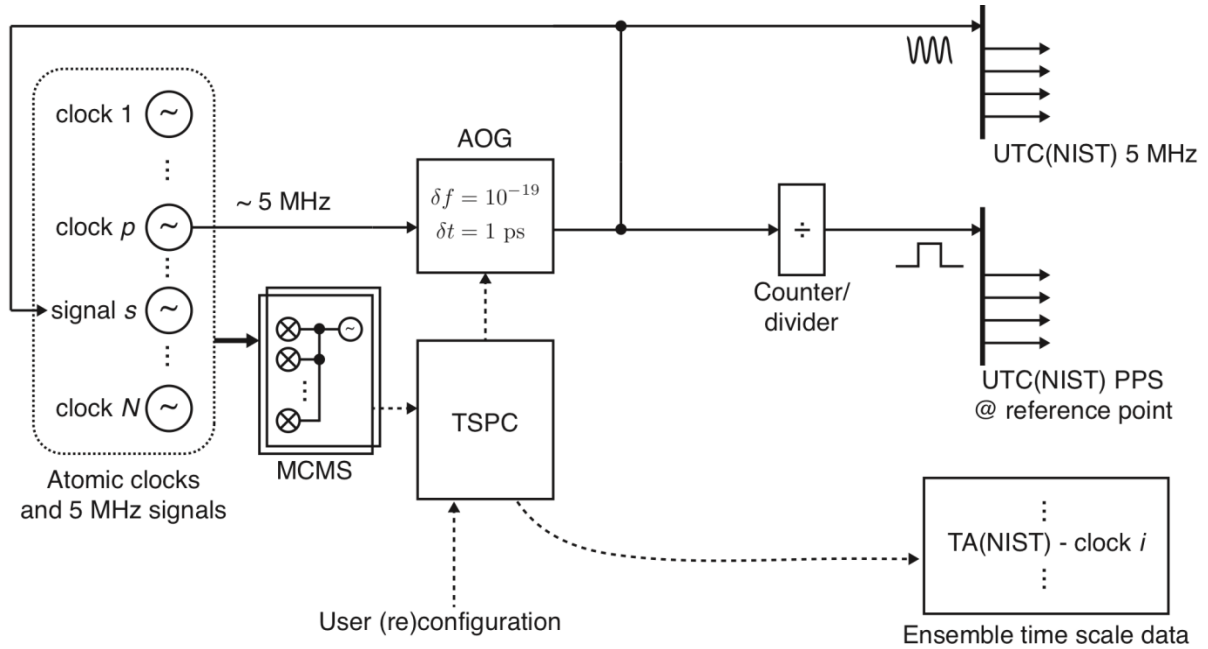 clock 1
⋮
clock p
⋮
signal s
⋮
clock N
Atomic clocks
and 5 MHz signals
~ 5 MHz
AOG
δf = 10⁻¹⁹
δt = 1 ps
MCMS
TSPC
User (re)configuration
÷
Counter/
divider
UTC(NIST) 5 MHz
UTC(NIST) PPS
@ reference point
⋮
TA(NIST) - clock i
⋮
Ensemble time scale data